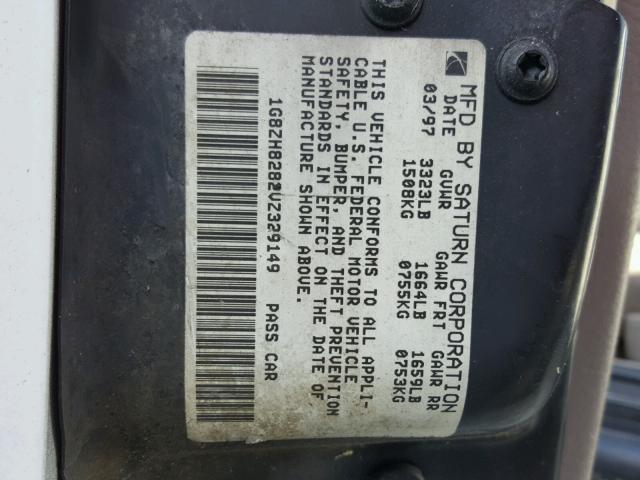 MFD BY SATURN CORPORATION
DATE GVWR GAWR FRT GAWR RR
03/97 3323LB 1664LB 1659LB
1508KG 0755KG 0753KG
THIS VEHICLE CONFORMS TO ALL APPLI-
CABLE U.S. FEDERAL MOTOR VEHICLE
SAFETY, BUMPER, AND THEFT PREVENTION
STANDARDS IN EFFECT ON THE DATE OF
MANUFACTURE SHOWN ABOVE.
1G8ZH8282VZ329149 PASS CAR